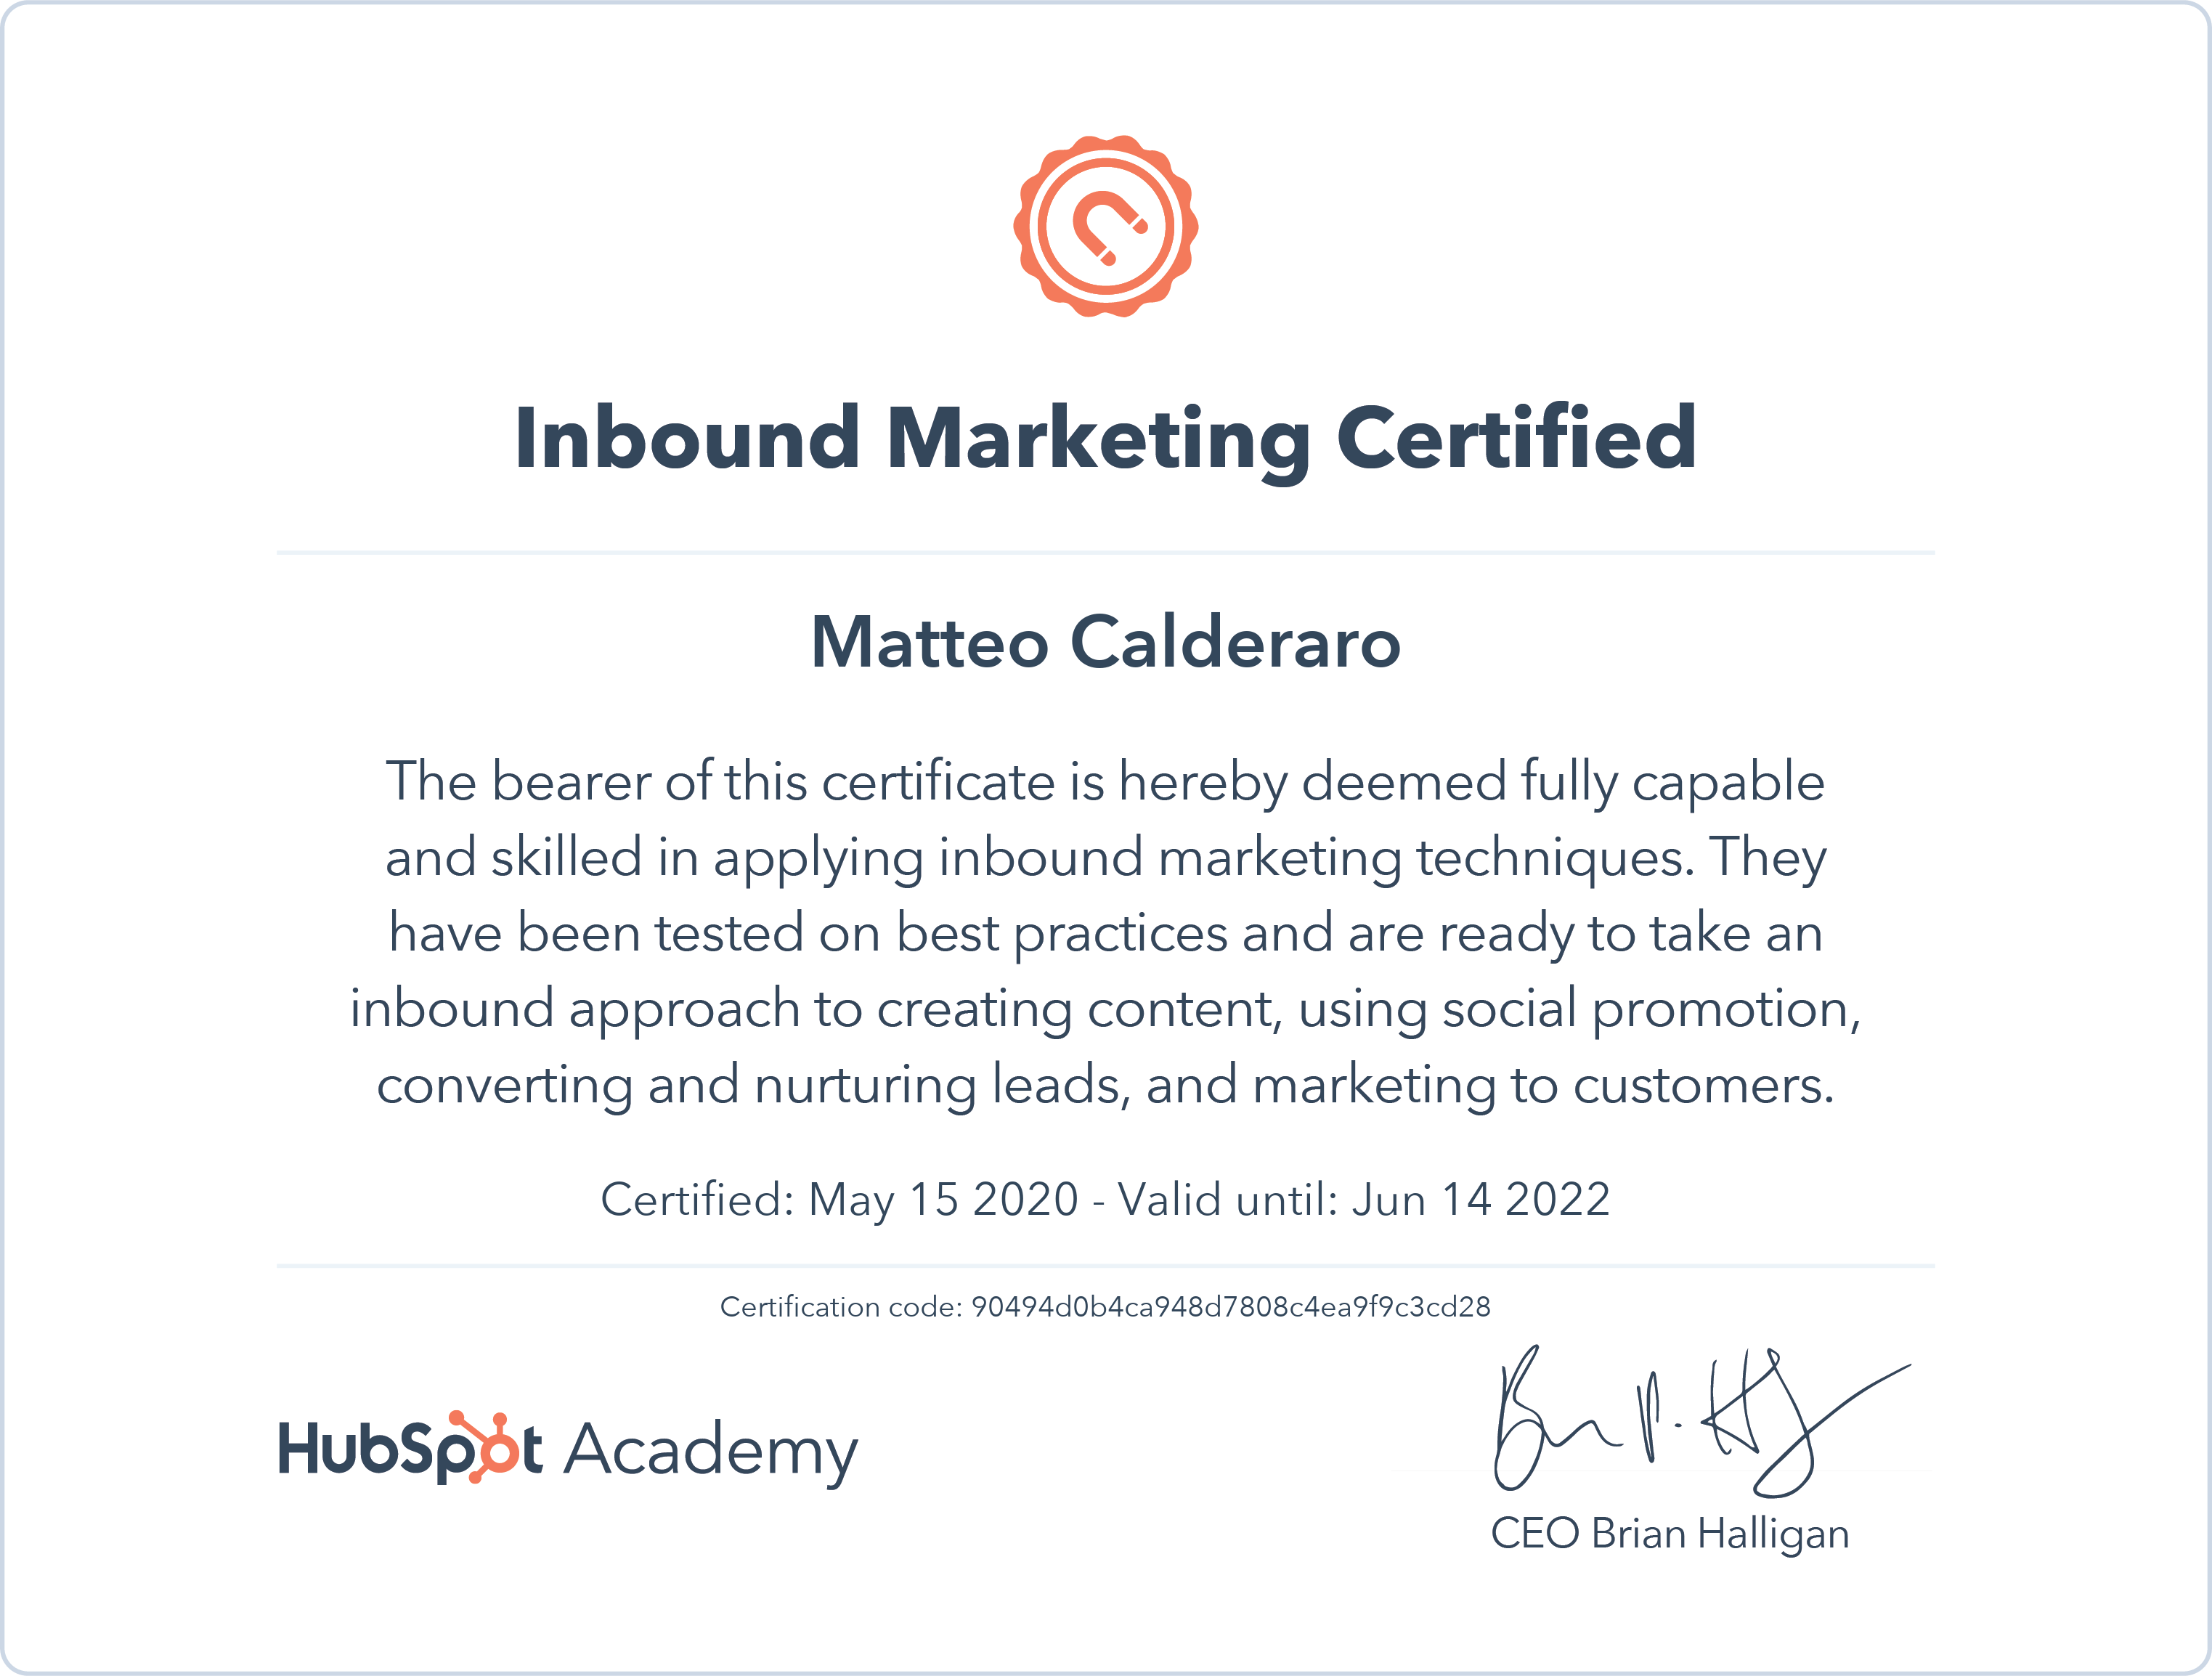 Inbound Marketing Certified
Matteo Calderaro
The bearer of this certificate is hereby deemed fully capable
and skilled in applying inbound marketing techniques. They
have been tested on best practices and are ready to take an
inbound approach to creating content, using social promotion,
converting and nurturing leads, and marketing to customers.
Certified: May 15 2020 - Valid until: Jun 14 2022
Certification code: 90494d0b4ca948d7808c4ea9f9c3cd28
HubSpot Academy
CEO Brian Halligan